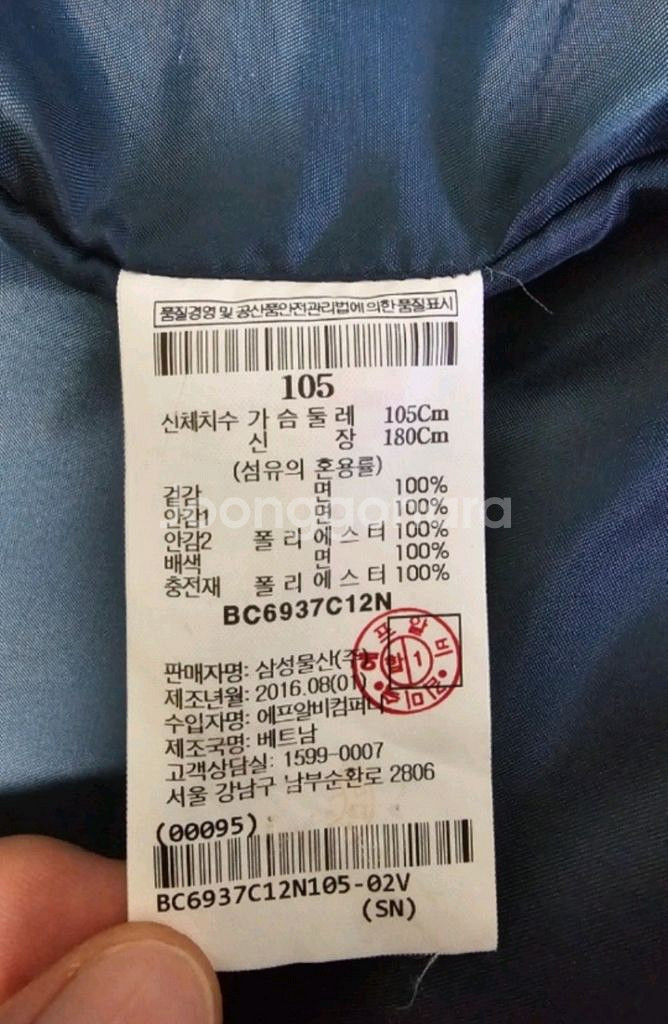 품질경영 및 공산품안전관리법에 의한 품질표시
105
신체치수 가슴둘레 105Cm
신장 180Cm
(섬유의 혼용률)
겉감 면 100%
안감1 면 100%
안감2 폴리에스터 100%
배색 면 100%
충전재 폴리에스터 100%
BC6937C12N
판매자명: 삼성물산(주)
제조년월: 2016.08(01)
수입자명: 에프알비컴퍼니
제조국명: 베트남
고객상담실: 1599-0007
서울 강남구 남부순환로 2806
(00095)
BC6937C12N105-02V
(SN)
합 1